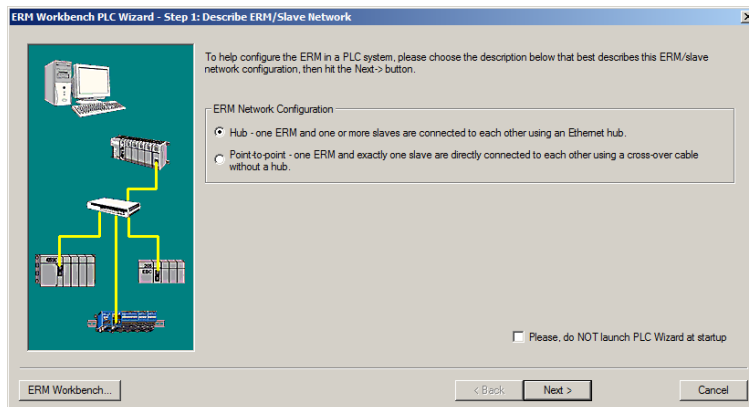 ERM Workbench PLC Wizard - Step 1: Describe ERM/Slave Network
To help configure the ERM in a PLC system, please choose the description below that best describes this ERM/slave
network configuration, then hit the Next-> button.
ERM Network Configuration
Hub - one ERM and one or more slaves are connected to each other using an Ethernet hub.
Point-to-point - one ERM and exactly one slave are directly connected to each other using a cross-over cable
without a hub.
Please, do NOT launch PLC Wizard at startup
ERM Workbench...
< Back
Next >
Cancel